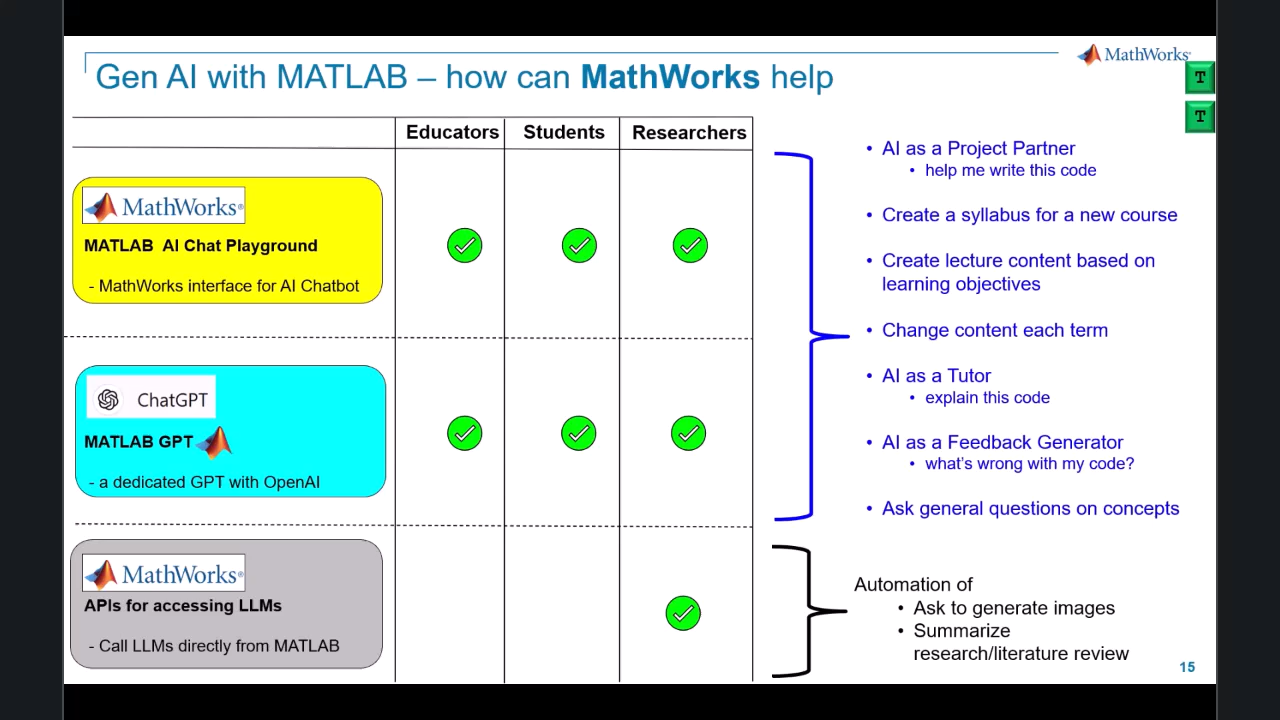 Gen AI with MATLAB – how can MathWorks help
MathWorks®
T
T
Educators Students Researchers
MathWorks®
MATLAB AI Chat Playground
- MathWorks interface for AI Chatbot
ChatGPT
MATLAB GPT
- a dedicated GPT with OpenAI
MathWorks®
APIs for accessing LLMs
- Call LLMs directly from MATLAB
• AI as a Project Partner
• help me write this code
• Create a syllabus for a new course
• Create lecture content based on
learning objectives
• Change content each term
• AI as a Tutor
• explain this code
• AI as a Feedback Generator
• what's wrong with my code?
• Ask general questions on concepts
Automation of
• Ask to generate images
• Summarize
research/literature review
15